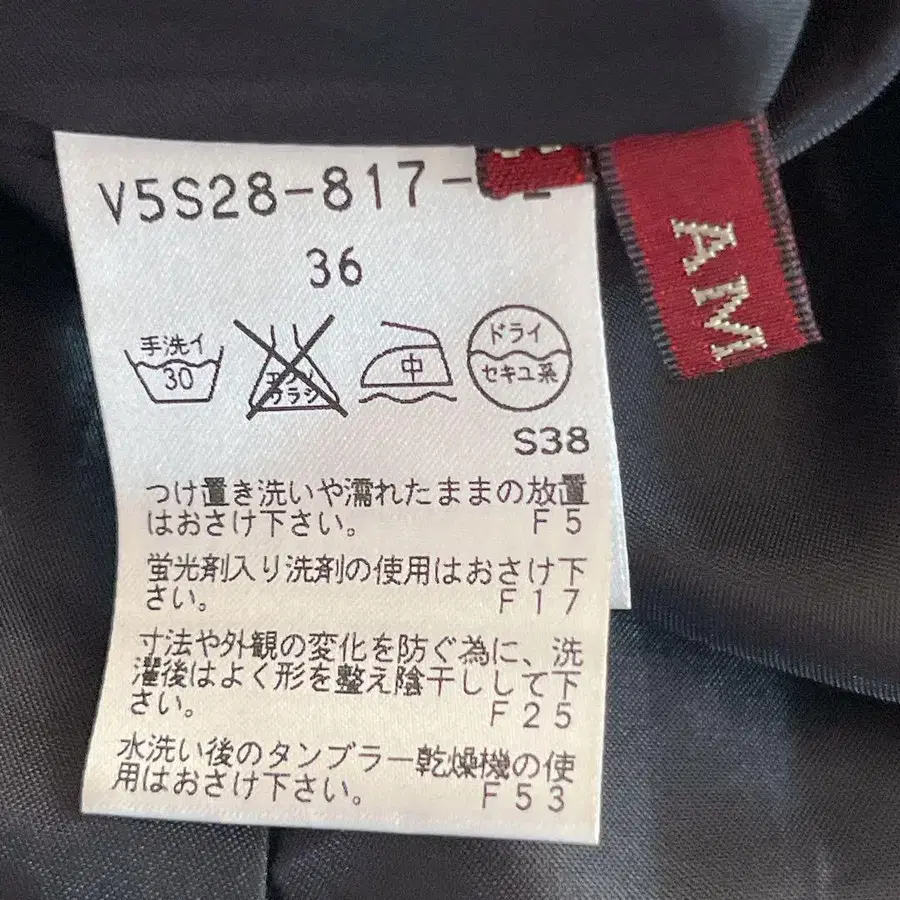 V5S28-817-
36
手洗イ
30
エンソ
サラシ
中
ドライ
セキユ系
S38
つけ置き洗いや濡れたままの放置
はおさけ下さい。 F5
蛍光剤入り洗剤の使用はおさけ下
さい。 F17
寸法や外観の変化を防ぐ為に、洗
濯後はよく形を整え陰干しして下
さい。 F25
水洗い後のタンブラー乾燥機の使
用はおさけ下さい。 F53
AM